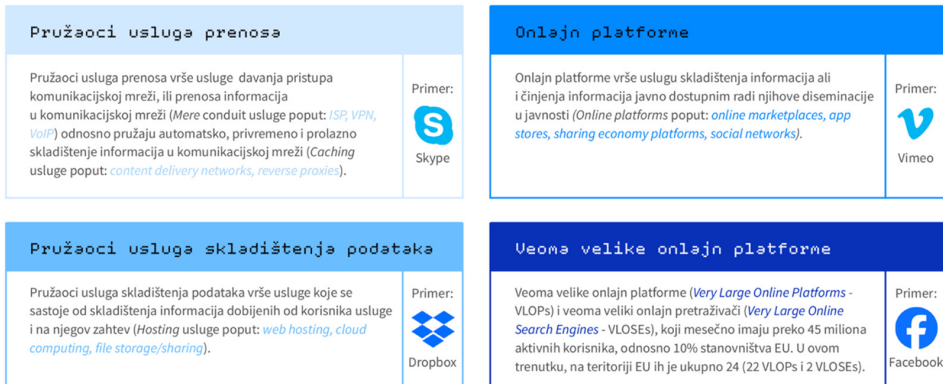 Pružaoci usluga prenosa
Pružaoci usluga prenosa vrše usluge davanja pristupa
komunikacijskoj mreži, ili prenosa informacija
u komunikacijskoj mreži (Mere conduit usluge poput: ISP, VPN,
VoIP) odnosno pružaju automatsko, privremeno i prolazno
skladištenje informacija u komunikacijskoj mreži (Caching
usluge poput: content delivery networks, reverse proxies).
Primer:
Skype
Onlajn platforme
Onlajn platforme vrše uslugu skladištenja informacija ali
i činjenja informacija javno dostupnim radi njihove diseminacije
u javnosti (Online platforms poput: online marketplaces, app
stores, sharing economy platforms, social networks).
Primer:
Vimeo
Pružaoci usluga skladištenja podataka
Pružaoci usluga skladištenja podataka vrše usluge koje se
sastoje od skladištenja informacija dobijenih od korisnika usluge
i na njegov zahtev (Hosting usluge poput: web hosting, cloud
computing, file storage/sharing).
Primer:
Dropbox
Veoma velike onlajn platforme
Veoma velike onlajn platforme (Very Large Online Platforms -
VLOPs) i veoma veliki onlajn pretraživači (Very Large Online
Search Engines - VLOSEs), koji mesečno imaju preko 45 miliona
aktivnih korisnika, odnosno 10% stanovništva EU. U ovom
trenutku, na teritoriji EU ih je ukupno 24 (22 VLOPs i 2 VLOSEs).
Primer:
Facebook